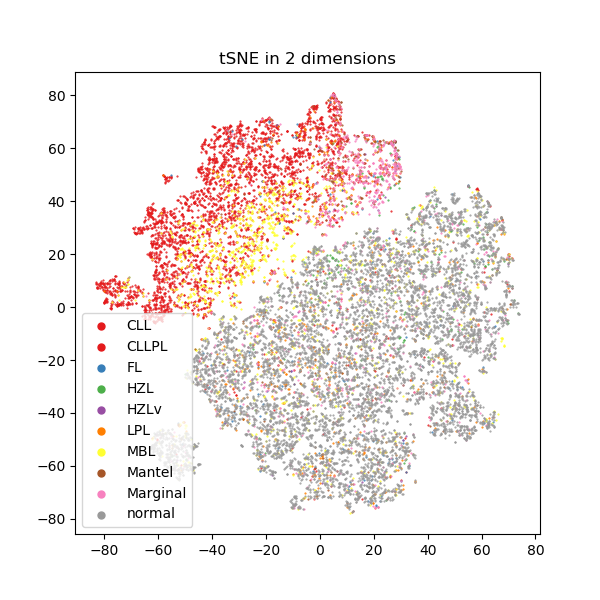 tSNE in 2 dimensions
80
60
40
20
0
−20
−40
−60
−80
CLL
CLLPL
FL
HZL
HZLv
LPL
MBL
Mantel
Marginal
normal
−80 −60 −40 −20 0 20 40 60 80